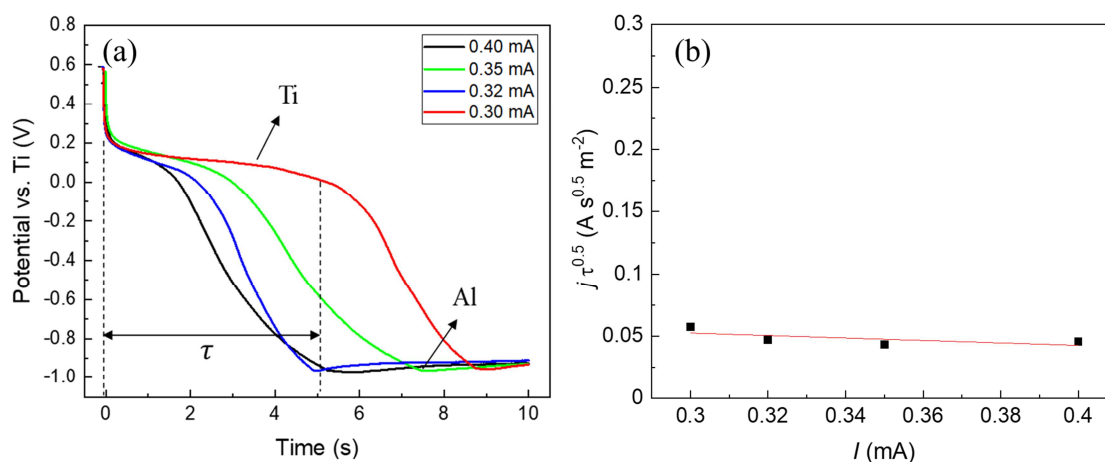 (a)
0.40 mA
0.35 mA
0.32 mA
0.30 mA
Ti
Al
τ
0.8
0.6
0.4
0.2
0.0
-0.2
-0.4
-0.6
-0.8
-1.0
Potential vs. Ti (V)
0
2
4
6
8
10
Time (s)
(b)
0.3
0.25
0.2
0.15
0.1
0.05
0
j τ^0.5 (A s^0.5 m^-2)
0.3
0.32
0.34
0.36
0.38
0.4
I (mA)